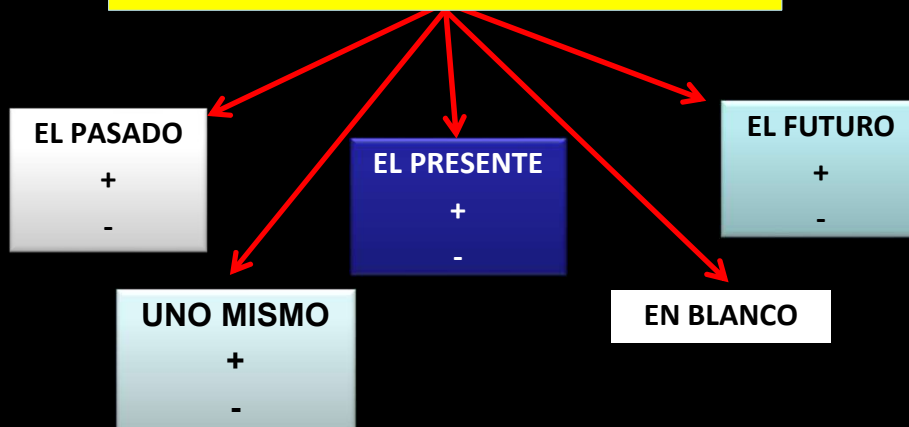 EL PASADO
+
-
EL PRESENTE
+
-
EL FUTURO
+
-
UNO MISMO
+
-
EN BLANCO